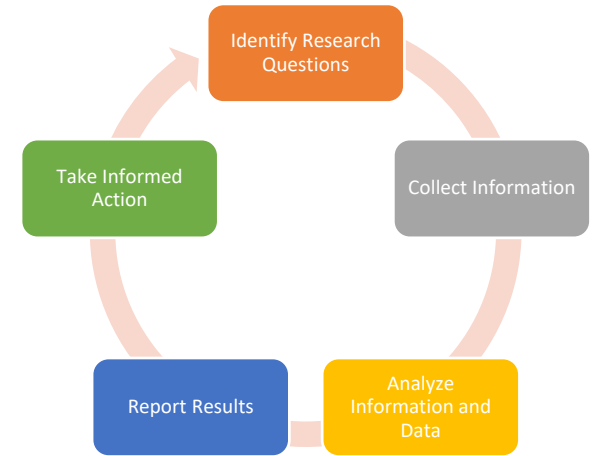 Identify Research
Questions
Collect Information
Analyze
Information and
Data
Report Results
Take Informed
Action